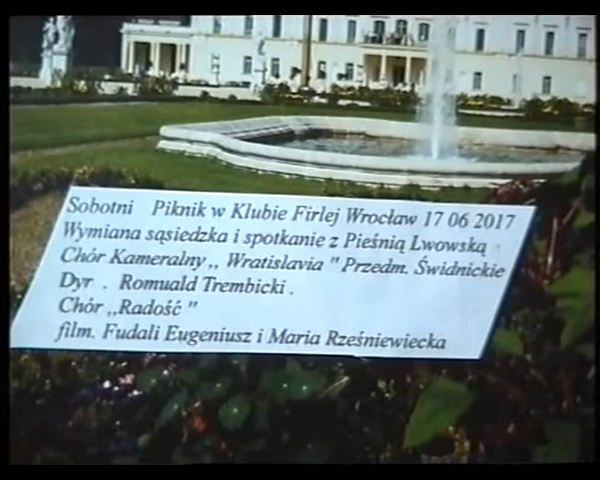 Sobotni Piknik w Klubie Firlej Wrocław 17 06 2017
Wymiana sąsiedzka i spotkanie z Pieśnią Lwowską
Chór Kameralny ,, Wratislavia " Przedm. Świdnickie
Dyr . Romuald Trembicki .
Chór ,,Radość "
film. Fudali Eugeniusz i Maria Rześniewiecka